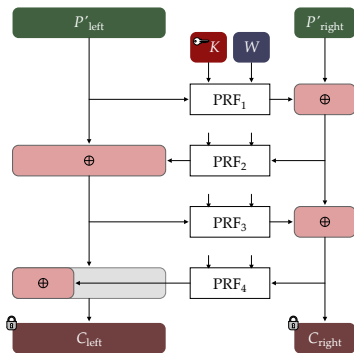 P′left P′right
K W
PRF1 ⊕
⊕ PRF2
PRF3 ⊕
⊕ PRF4
Cleft Cright